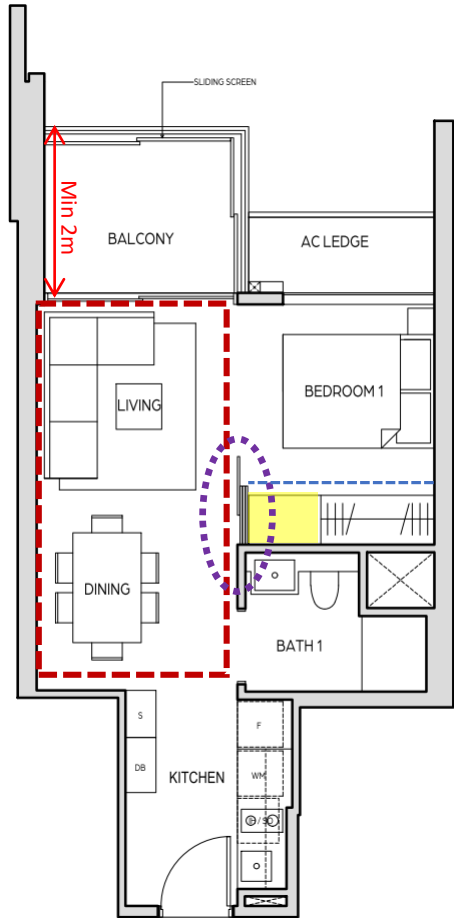 SLIDING SCREEN
Min 2m
BALCONY
AC LEDGE
BEDROOM 1
LIVING
DINING
BATH 1
S
F
DB
KITCHEN
WM